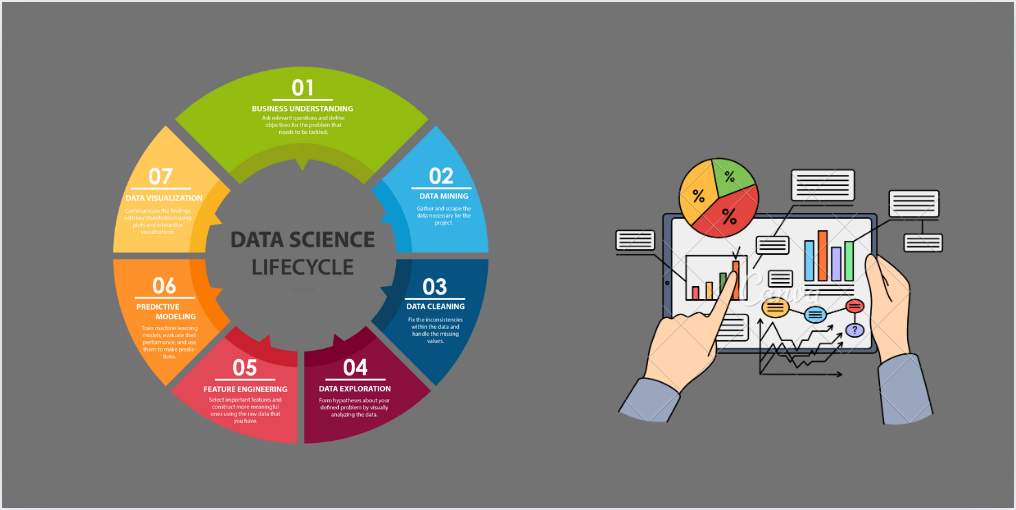 01
BUSINESS UNDERSTANDING
Ask relevant questions and define
objectives for the problem that
needs to be tackled.
02
DATA MINING
Gather and scrape the
data necessary for the
project.
03
DATA CLEANING
Fix the inconsistencies
within the data and
handle the missing
values.
04
DATA EXPLORATION
Form hypotheses about your
defined problem by visually
analyzing the data.
05
FEATURE ENGINEERING
Select important features and
construct more meaningful
ones using the raw data that
you have.
06
PREDICTIVE
MODELING
Train machine learning
models, evaluate their
performance, and use
them to make predic
tions.
07
DATA VISUALIZATION
Communicate the findings
with key stakeholders using
plots and interactive
visualizations.
DATA SCIENCE
LIFECYCLE
%
%
%
Canva
?